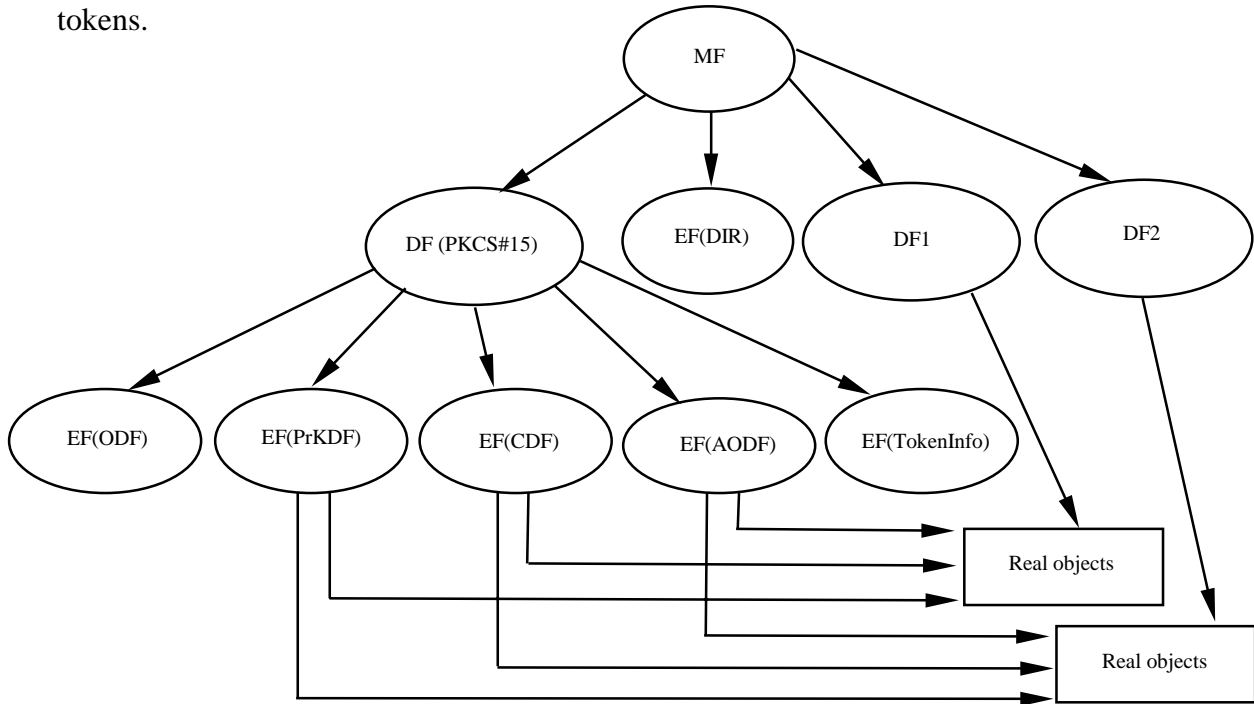 tokens.
MF
DF (PKCS#15)
EF(DIR)
DF1
DF2
EF(ODF)
EF(PrKDF)
EF(CDF)
EF(AODF)
EF(TokenInfo)
Real objects
Real objects